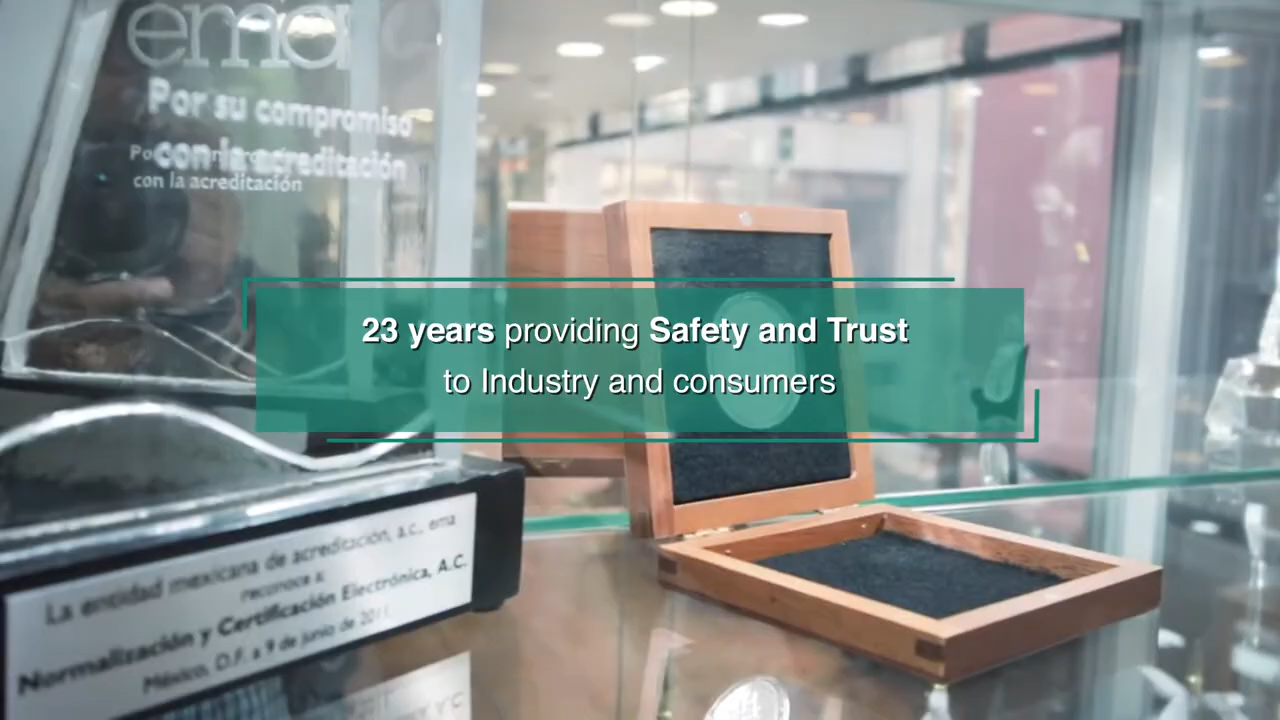 ema
Por su compromiso
con la acreditación
con la acreditación
23 years providing Safety and Trust
to Industry and consumers
La entidad mexicana de acreditación, a.c., ema
reconoce a:
Normalización y Certificación Electrónica, A.C.
México, D.F. a 9 de junio de 2011